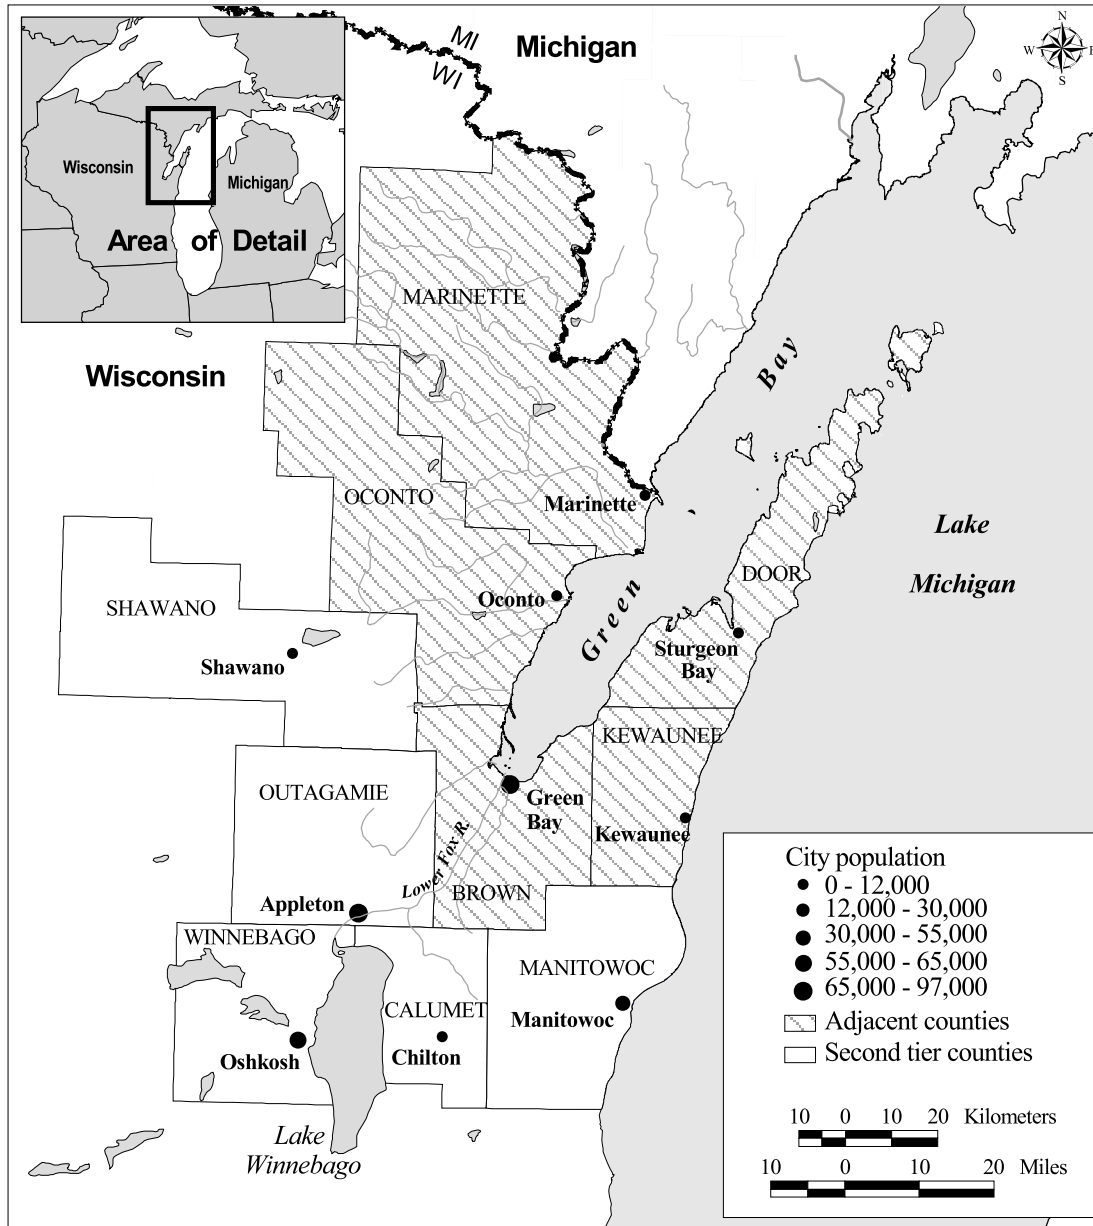 MI
WI
Michigan
N
W
E
S
Wisconsin
Michigan
Area of Detail
MARINETTE
Wisconsin
Bay
OCONTO
Marinette
Lake
Michigan
DOOR
Green
Oconto
SHAWANO
Shawano
Sturgeon
Bay
KEWAUNEE
OUTAGAMIE
Green
Bay
Kewaunee
Lower Fox R.
BROWN
Appleton
WINNEBAGO
MANITOWOC
CALUMET
Manitowoc
Oshkosh
Chilton
Lake
Winnebago
City population
0 - 12,000
12,000 - 30,000
30,000 - 55,000
55,000 - 65,000
65,000 - 97,000
Adjacent counties
Second tier counties
10 0 10 20 Kilometers
10 0 10 20 Miles